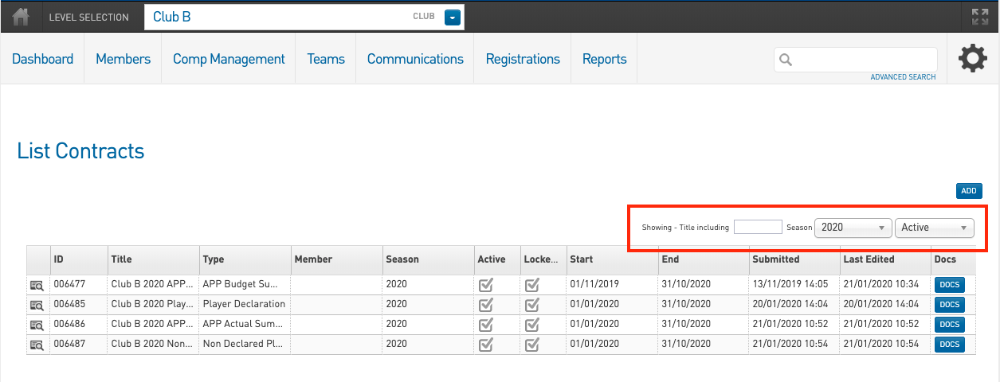 LEVEL SELECTION Club B CLUB
Dashboard Members Comp Management Teams Communications Registrations Reports
ADVANCED SEARCH
List Contracts
ADD
Showing - Title including Season 2020 Active
ID Title Type Member Season Active Locke... Start End Submitted Last Edited Docs
006477 Club B 2020 APP... APP Budget Su... 2020 01/11/2019 31/10/2020 13/11/2019 14:05 21/01/2020 10:34 DOCS
006485 Club B 2020 Play... Player Declaration 2020 01/01/2020 31/10/2020 20/01/2020 14:04 20/01/2020 14:04 DOCS
006486 Club B 2020 APP... APP Actual Sum... 2020 01/01/2020 31/10/2020 21/01/2020 10:52 21/01/2020 10:52 DOCS
006487 Club B 2020 Non... Non Declared Pl... 2020 01/01/2020 31/10/2020 21/01/2020 10:54 21/01/2020 10:54 DOCS